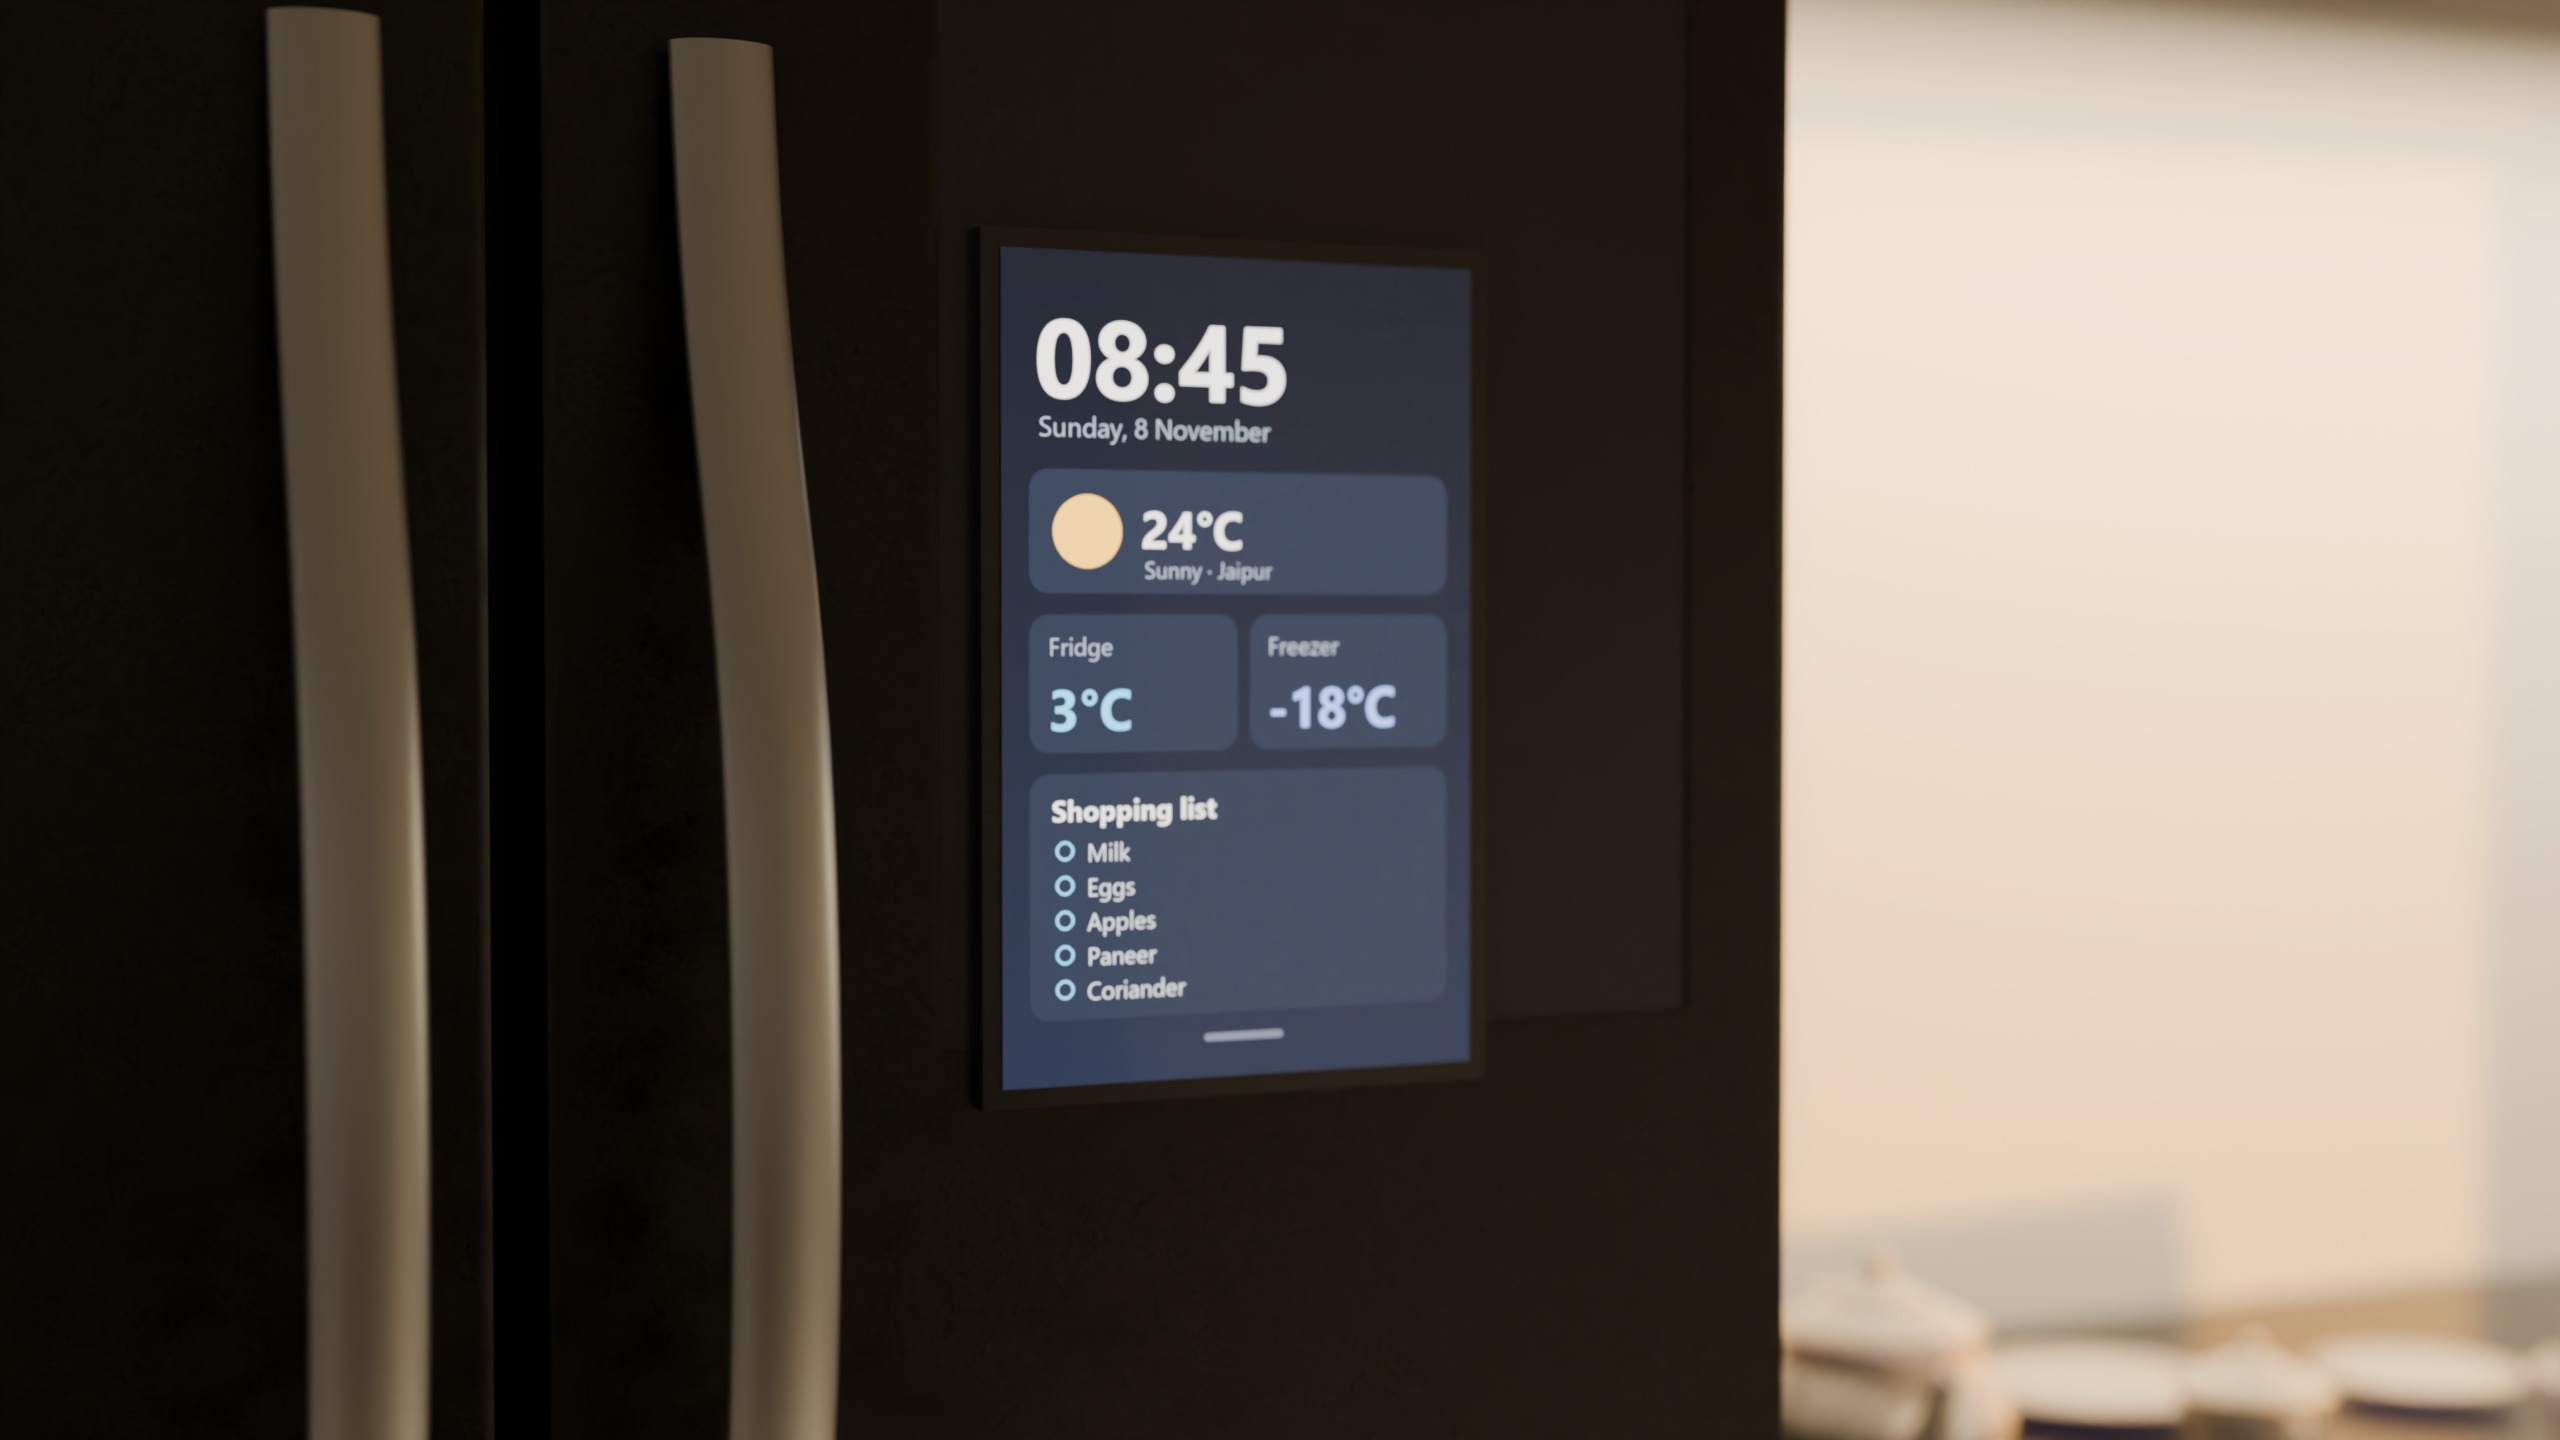 08:45
Sunday, 8 November
24°C
Sunny · Jaipur
Fridge
Freezer
3°C
-18°C
Shopping list
Milk
Eggs
Apples
Paneer
Coriander